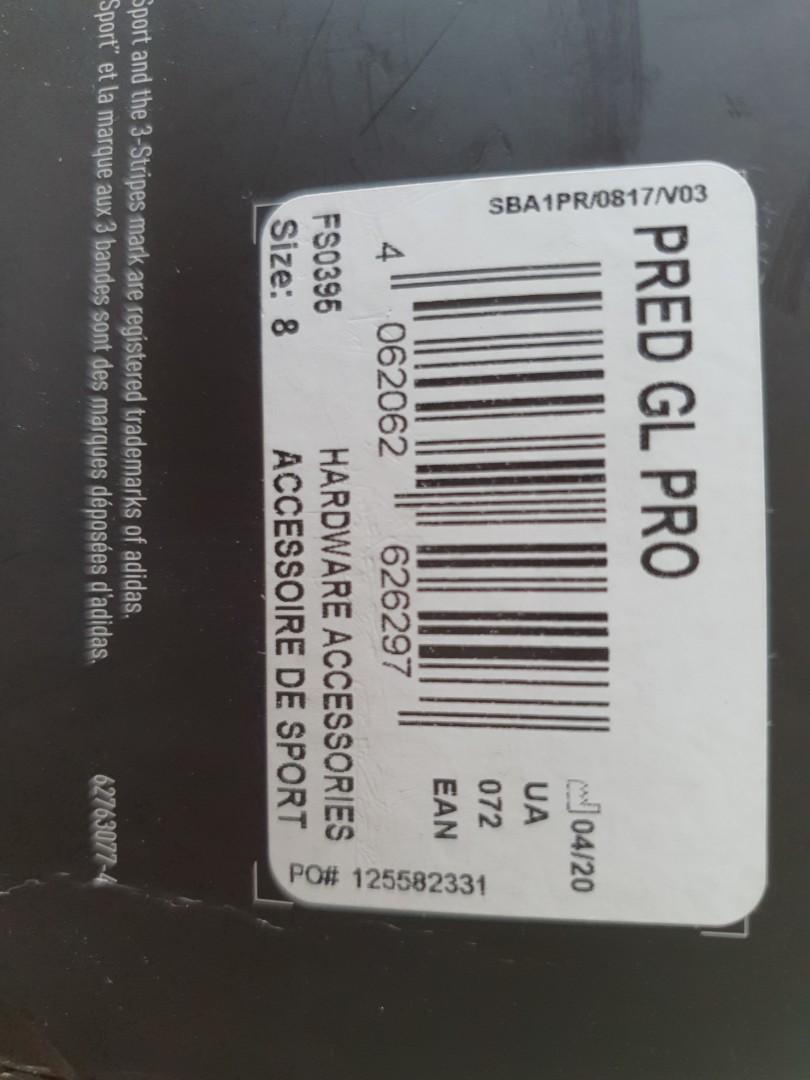 SBA1PR/0817/V03
PRED GL PRO
4 062062 626297
04/20
UA
072
EAN
FS0395
HARDWARE ACCESSORIES
Size: 8
ACCESSOIRE DE SPORT
PO# 125582331
Sport and the 3-Stripes mark are registered trademarks of adidas.
Sport" et la marque aux 3 bandes sont des marques déposées d'adidas.
62763077-4